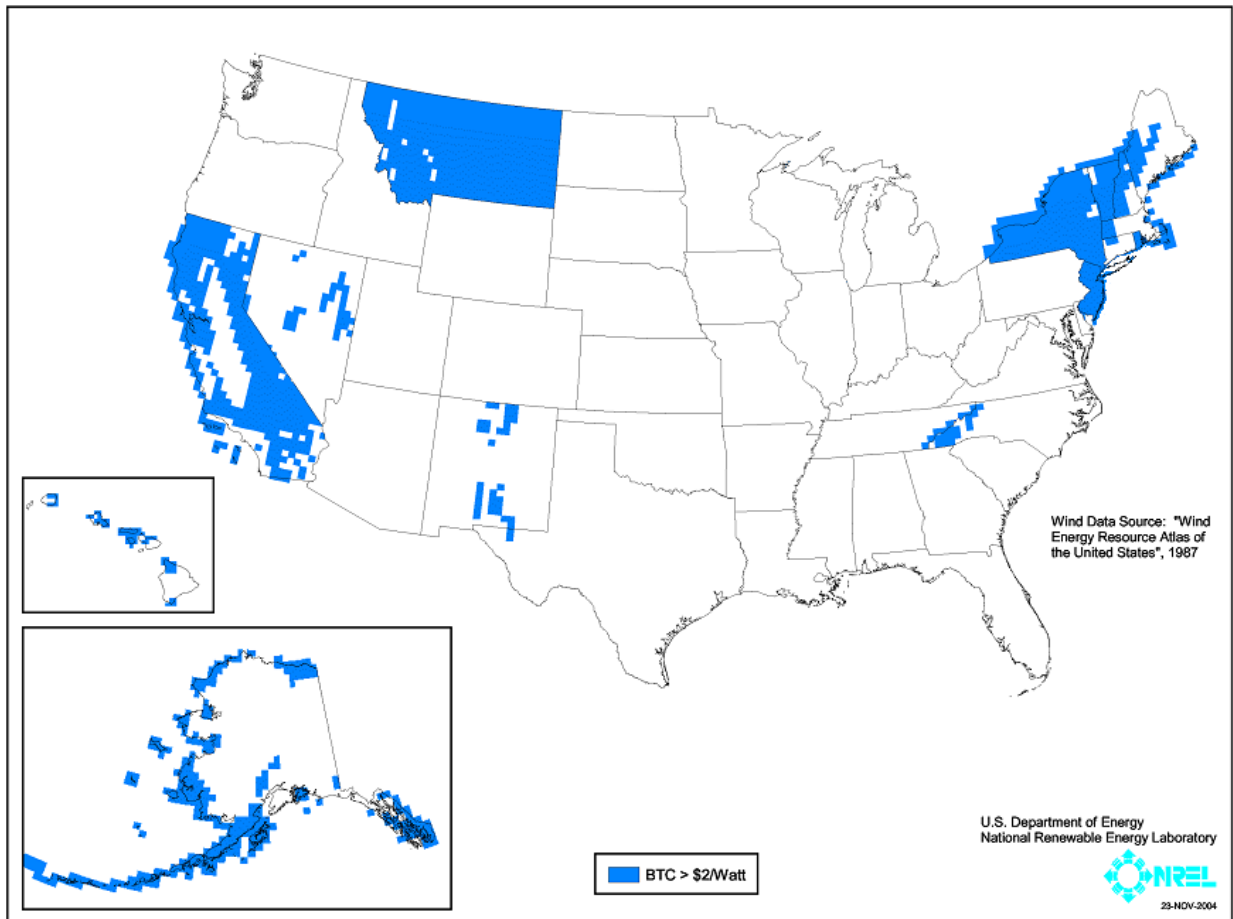 Wind Data Source: "Wind
Energy Resource Atlas of
the United States", 1987
U.S. Department of Energy
National Renewable Energy Laboratory
NREL
BTC > $2/Watt
23-NOV-2004